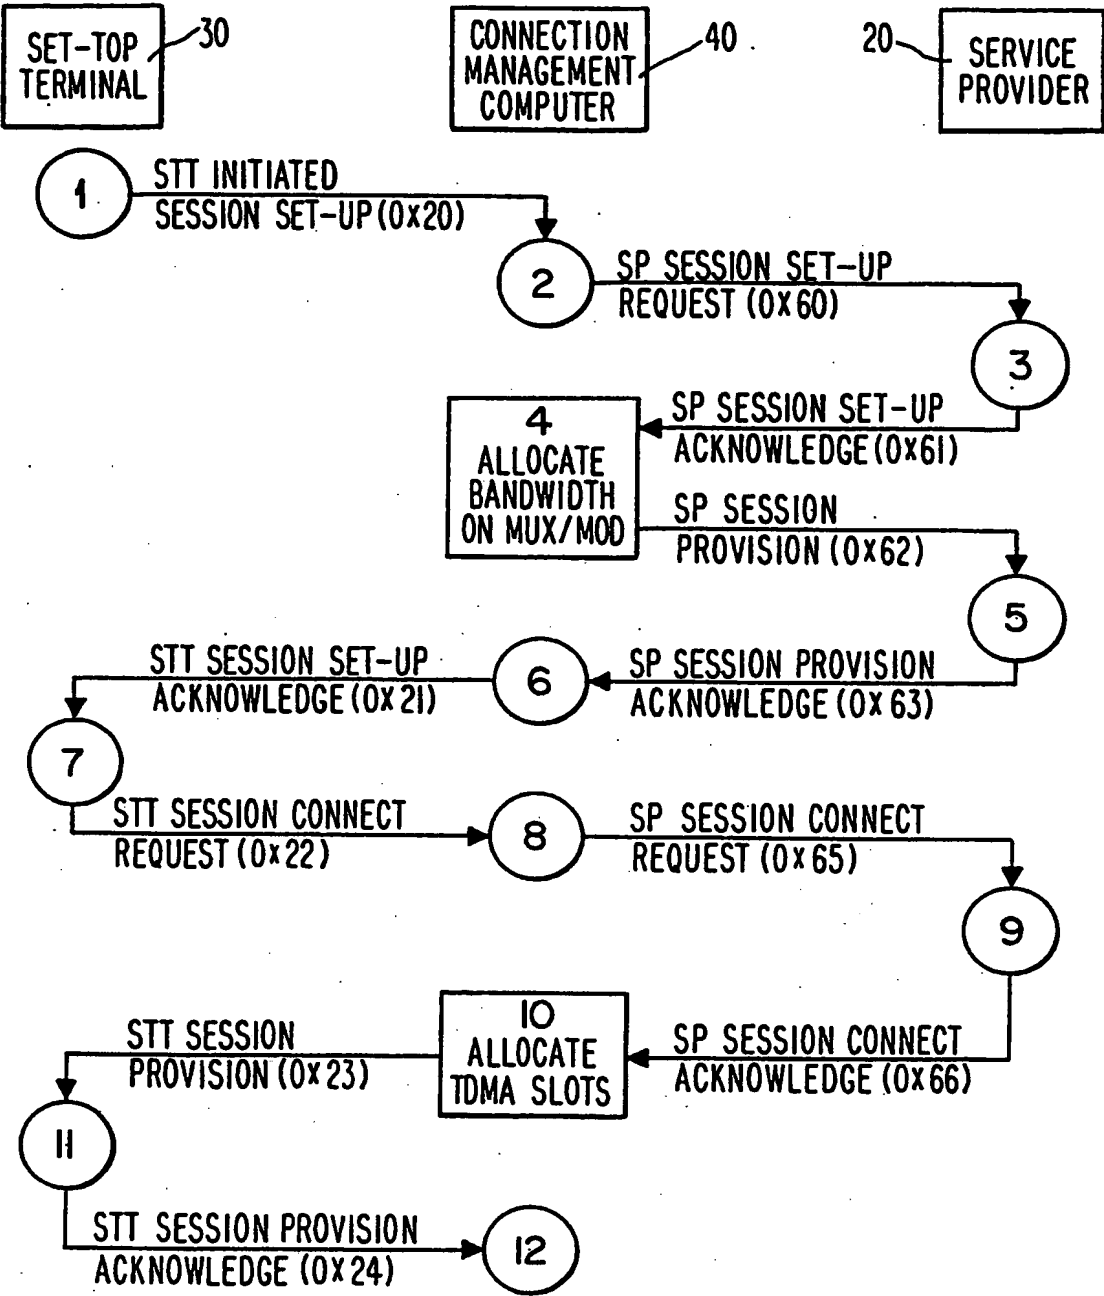 SET-TOP
TERMINAL
30
CONNECTION
MANAGEMENT
COMPUTER
40
20
SERVICE
PROVIDER
1
STT INITIATED
SESSION SET-UP (0X20)
2
SP SESSION SET-UP
REQUEST (0X60)
3
SP SESSION SET-UP
ACKNOWLEDGE (0X61)
4
ALLOCATE
BANDWIDTH
ON MUX/MOD
SP SESSION
PROVISION (0X62)
5
SP SESSION PROVISION
ACKNOWLEDGE (0X63)
6
STT SESSION SET-UP
ACKNOWLEDGE (0X21)
7
STT SESSION CONNECT
REQUEST (0X22)
8
SP SESSION CONNECT
REQUEST (0X65)
9
SP SESSION CONNECT
ACKNOWLEDGE (0X66)
10
ALLOCATE
TDMA SLOTS
STT SESSION
PROVISION (0X23)
11
STT SESSION PROVISION
ACKNOWLEDGE (0X24)
12